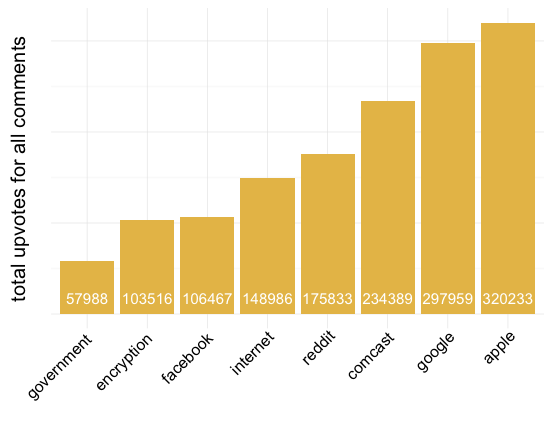 total upvotes for all comments
57988 103516 106467 148986 175833 234389 297959 320233
government encryption facebook internet reddit comcast google apple